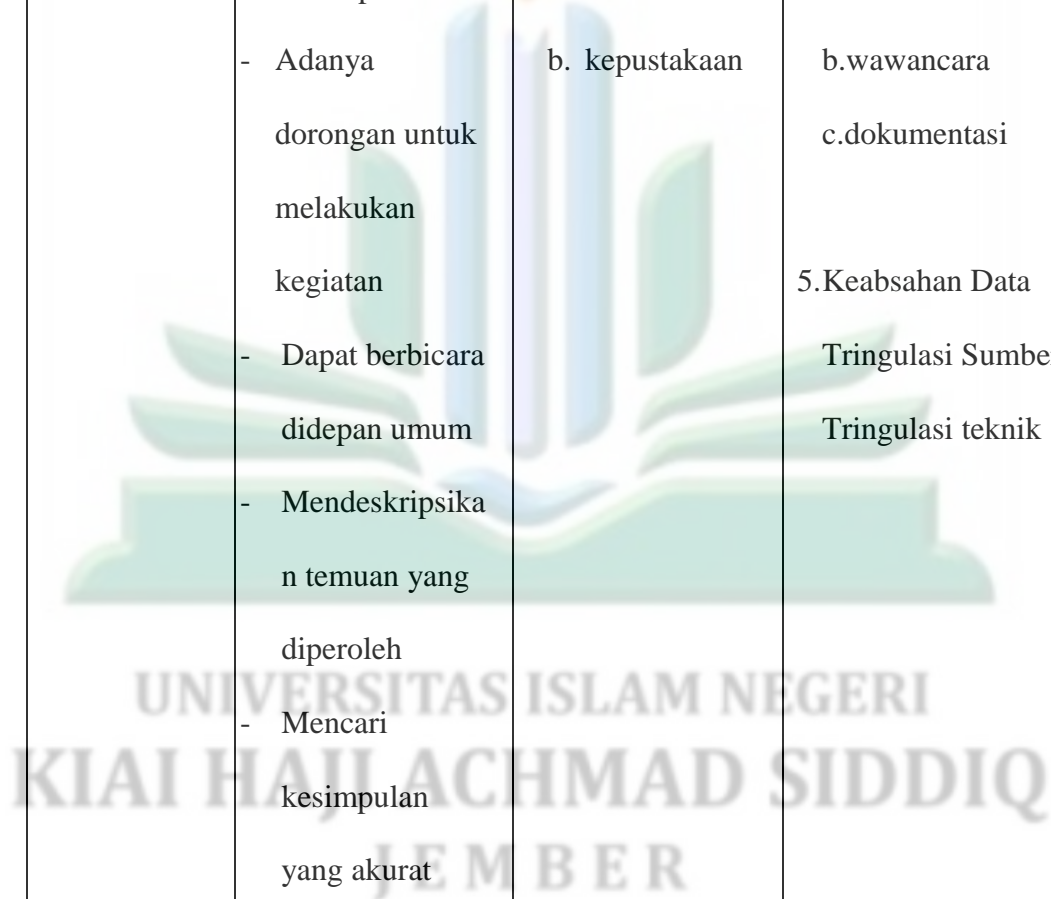 - Adanya
dorongan untuk
melakukan
kegiatan
- Dapat berbicara
didepan umum
- Mendeskripsika
n temuan yang
diperoleh
- Mencari
kesimpulan
yang akurat
b. kepustakaan
b.wawancara
c.dokumentasi
5.Keabsahan Data
Tringulasi Sumbe
Tringulasi teknik
UNIVERSITAS ISLAM NEGERI
KIAI HAJI ACHMAD SIDDIQ
JEMBER